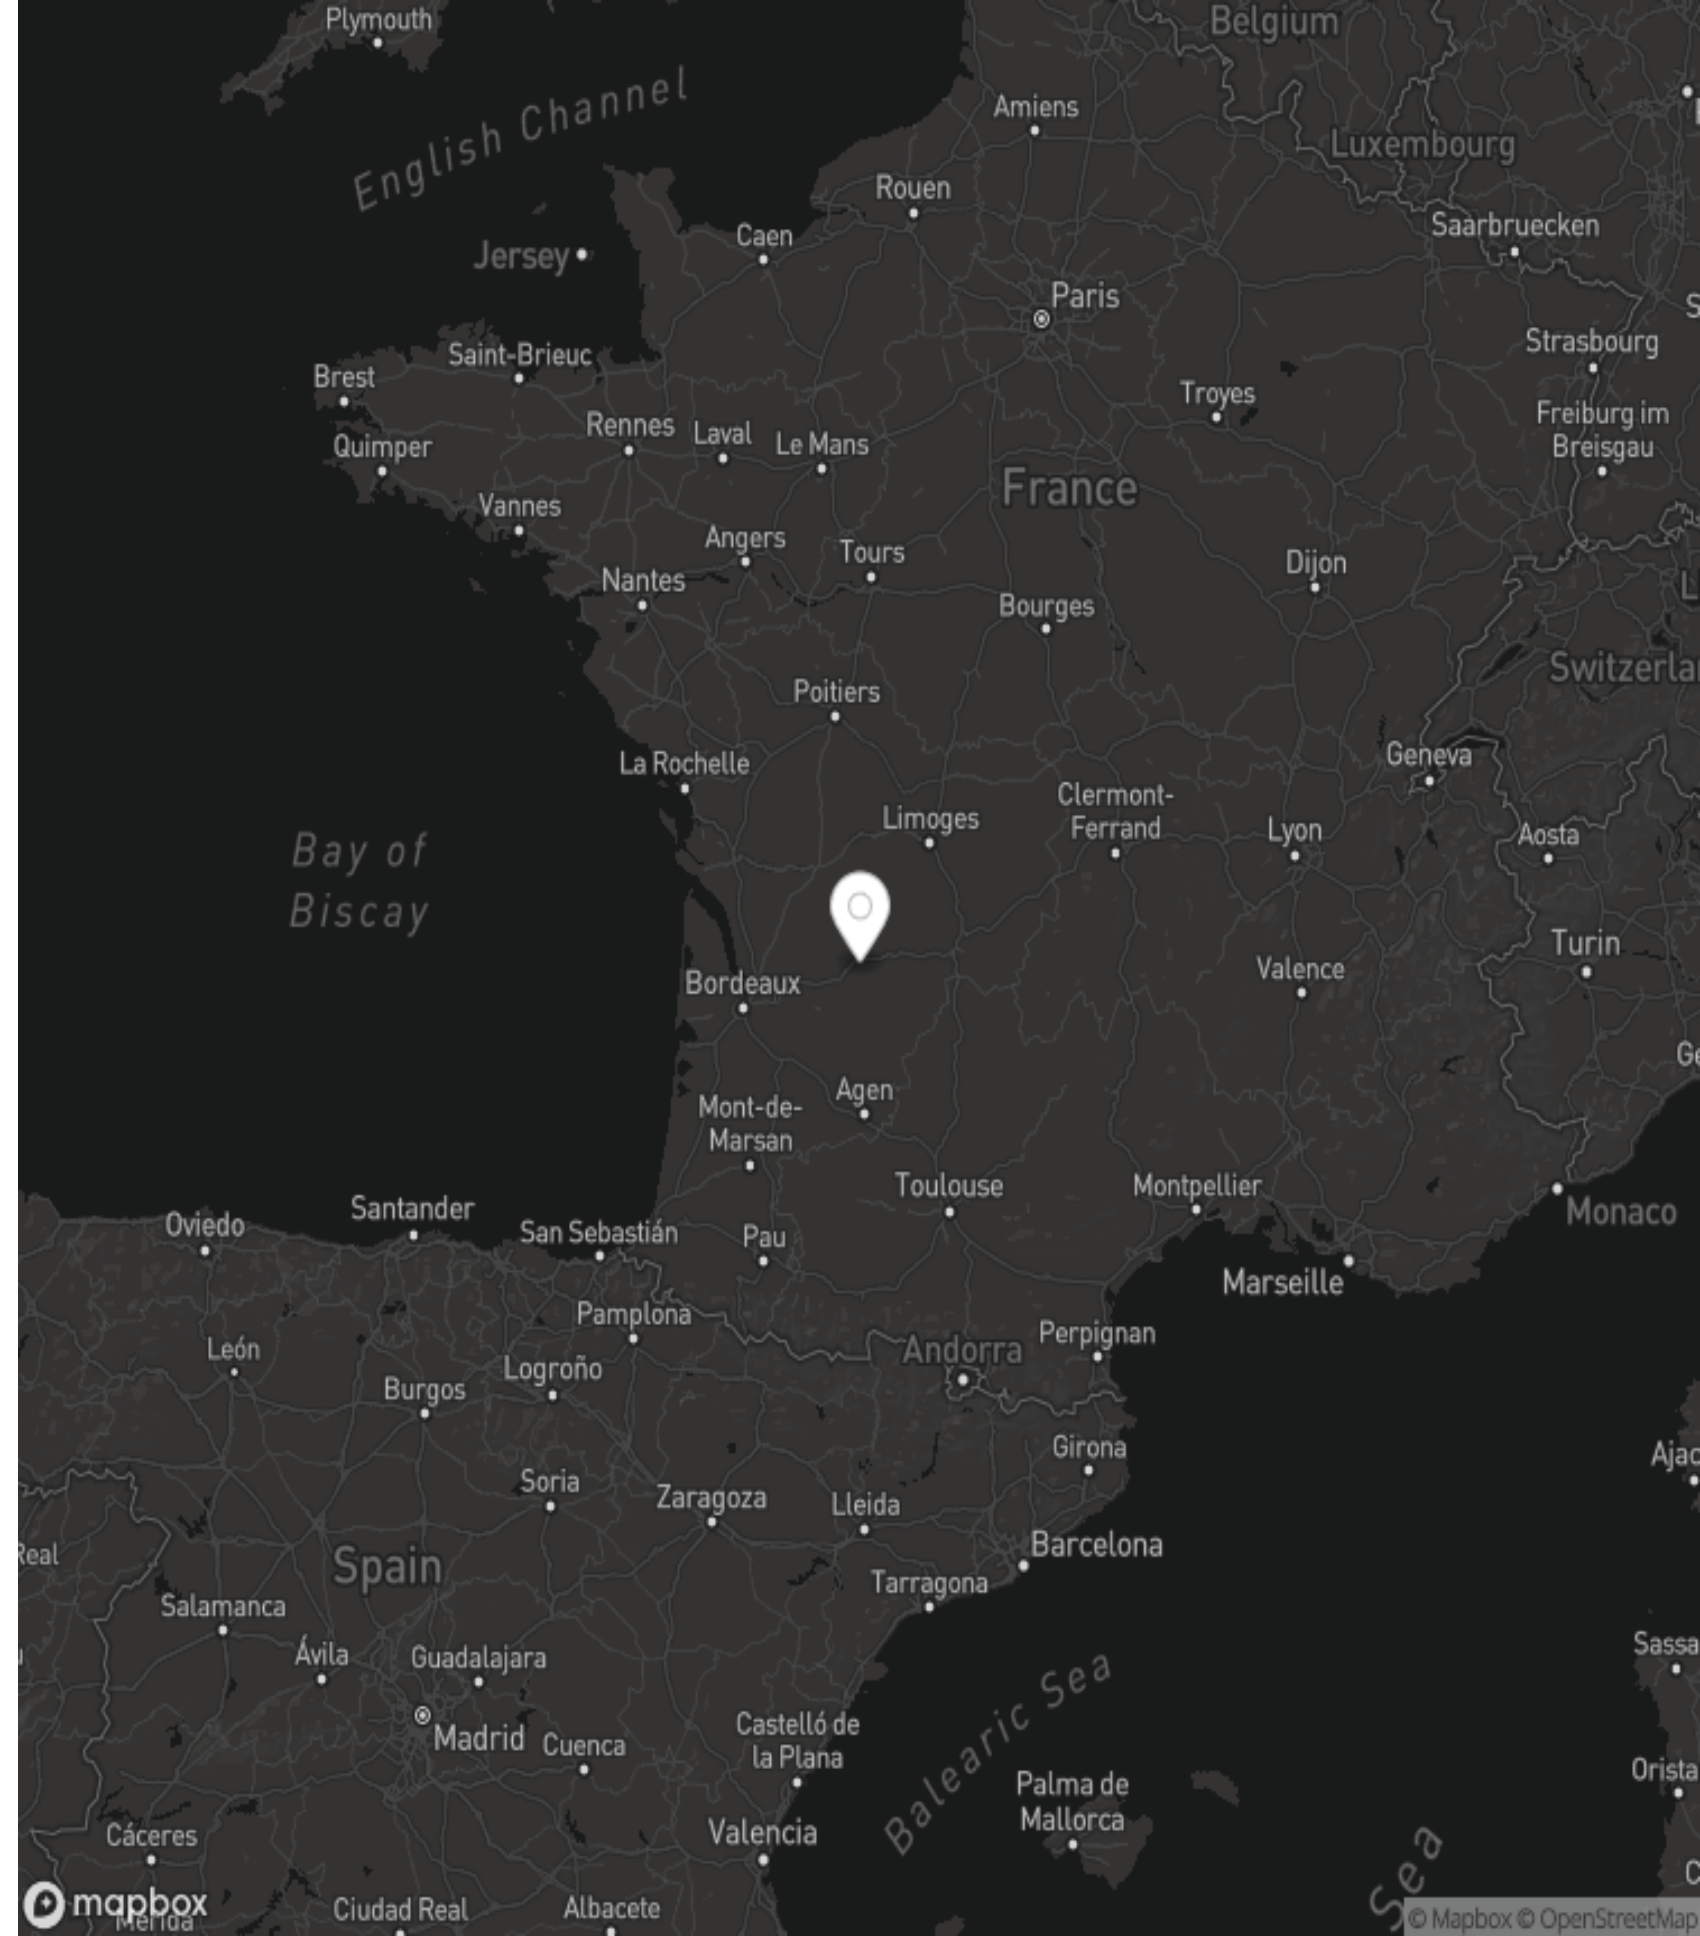 Plymouth
Belgium
English Channel
Amiens
Luxembourg
Rouen
Saarbruecken
Caen
Jersey
Paris
Strasbourg
Saint-Brieuc
Brest
Troyes
Freiburg im
Breisgau
Rennes
Laval
Le Mans
Quimper
France
Vannes
Angers
Tours
Dijon
Nantes
Bourges
Switzerla
Poitiers
La Rochelle
Geneva
Clermont-
Ferrand
Limoges
Lyon
Aosta
Bay of
Biscay
Turin
Valence
Bordeaux
Ge
Agen
Mont-de-
Marsan
Toulouse
Montpellier
Monaco
Santander
Oviedo
San Sebastián
Pau
Marseille
Pamplona
Perpignan
Andorra
León
Logroño
Burgos
Girona
Ajac
Soria
Zaragoza
Lleida
Barcelona
Real
Spain
Tarragona
Salamanca
Sassa
Ávila
Guadalajara
Balearic Sea
Madrid
Cuenca
Castelló de
la Plana
Orista
Palma de
Mallorca
Valencia
Cáceres
Sea
mapbox
Mérida
Ciudad Real
Albacete
© Mapbox © OpenStreetMap